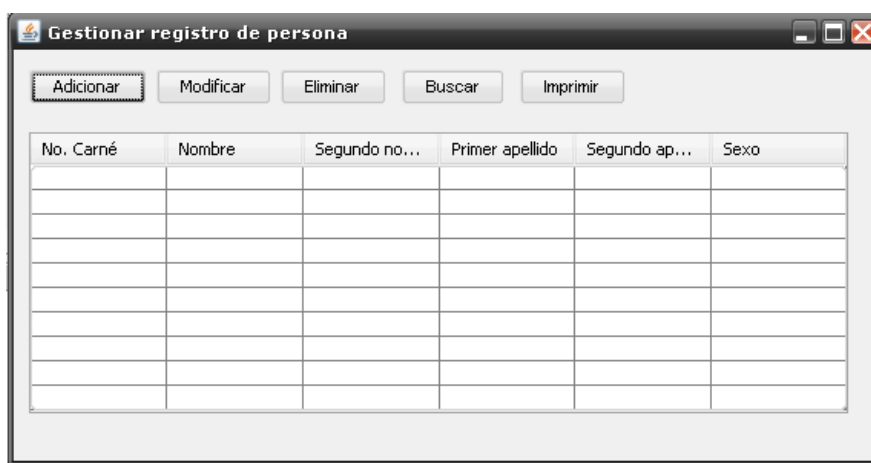 Gestionar registro de persona
Adicionar Modificar Eliminar Buscar Imprimir
No. Carné Nombre Segundo no... Primer apellido Segundo ap... Sexo